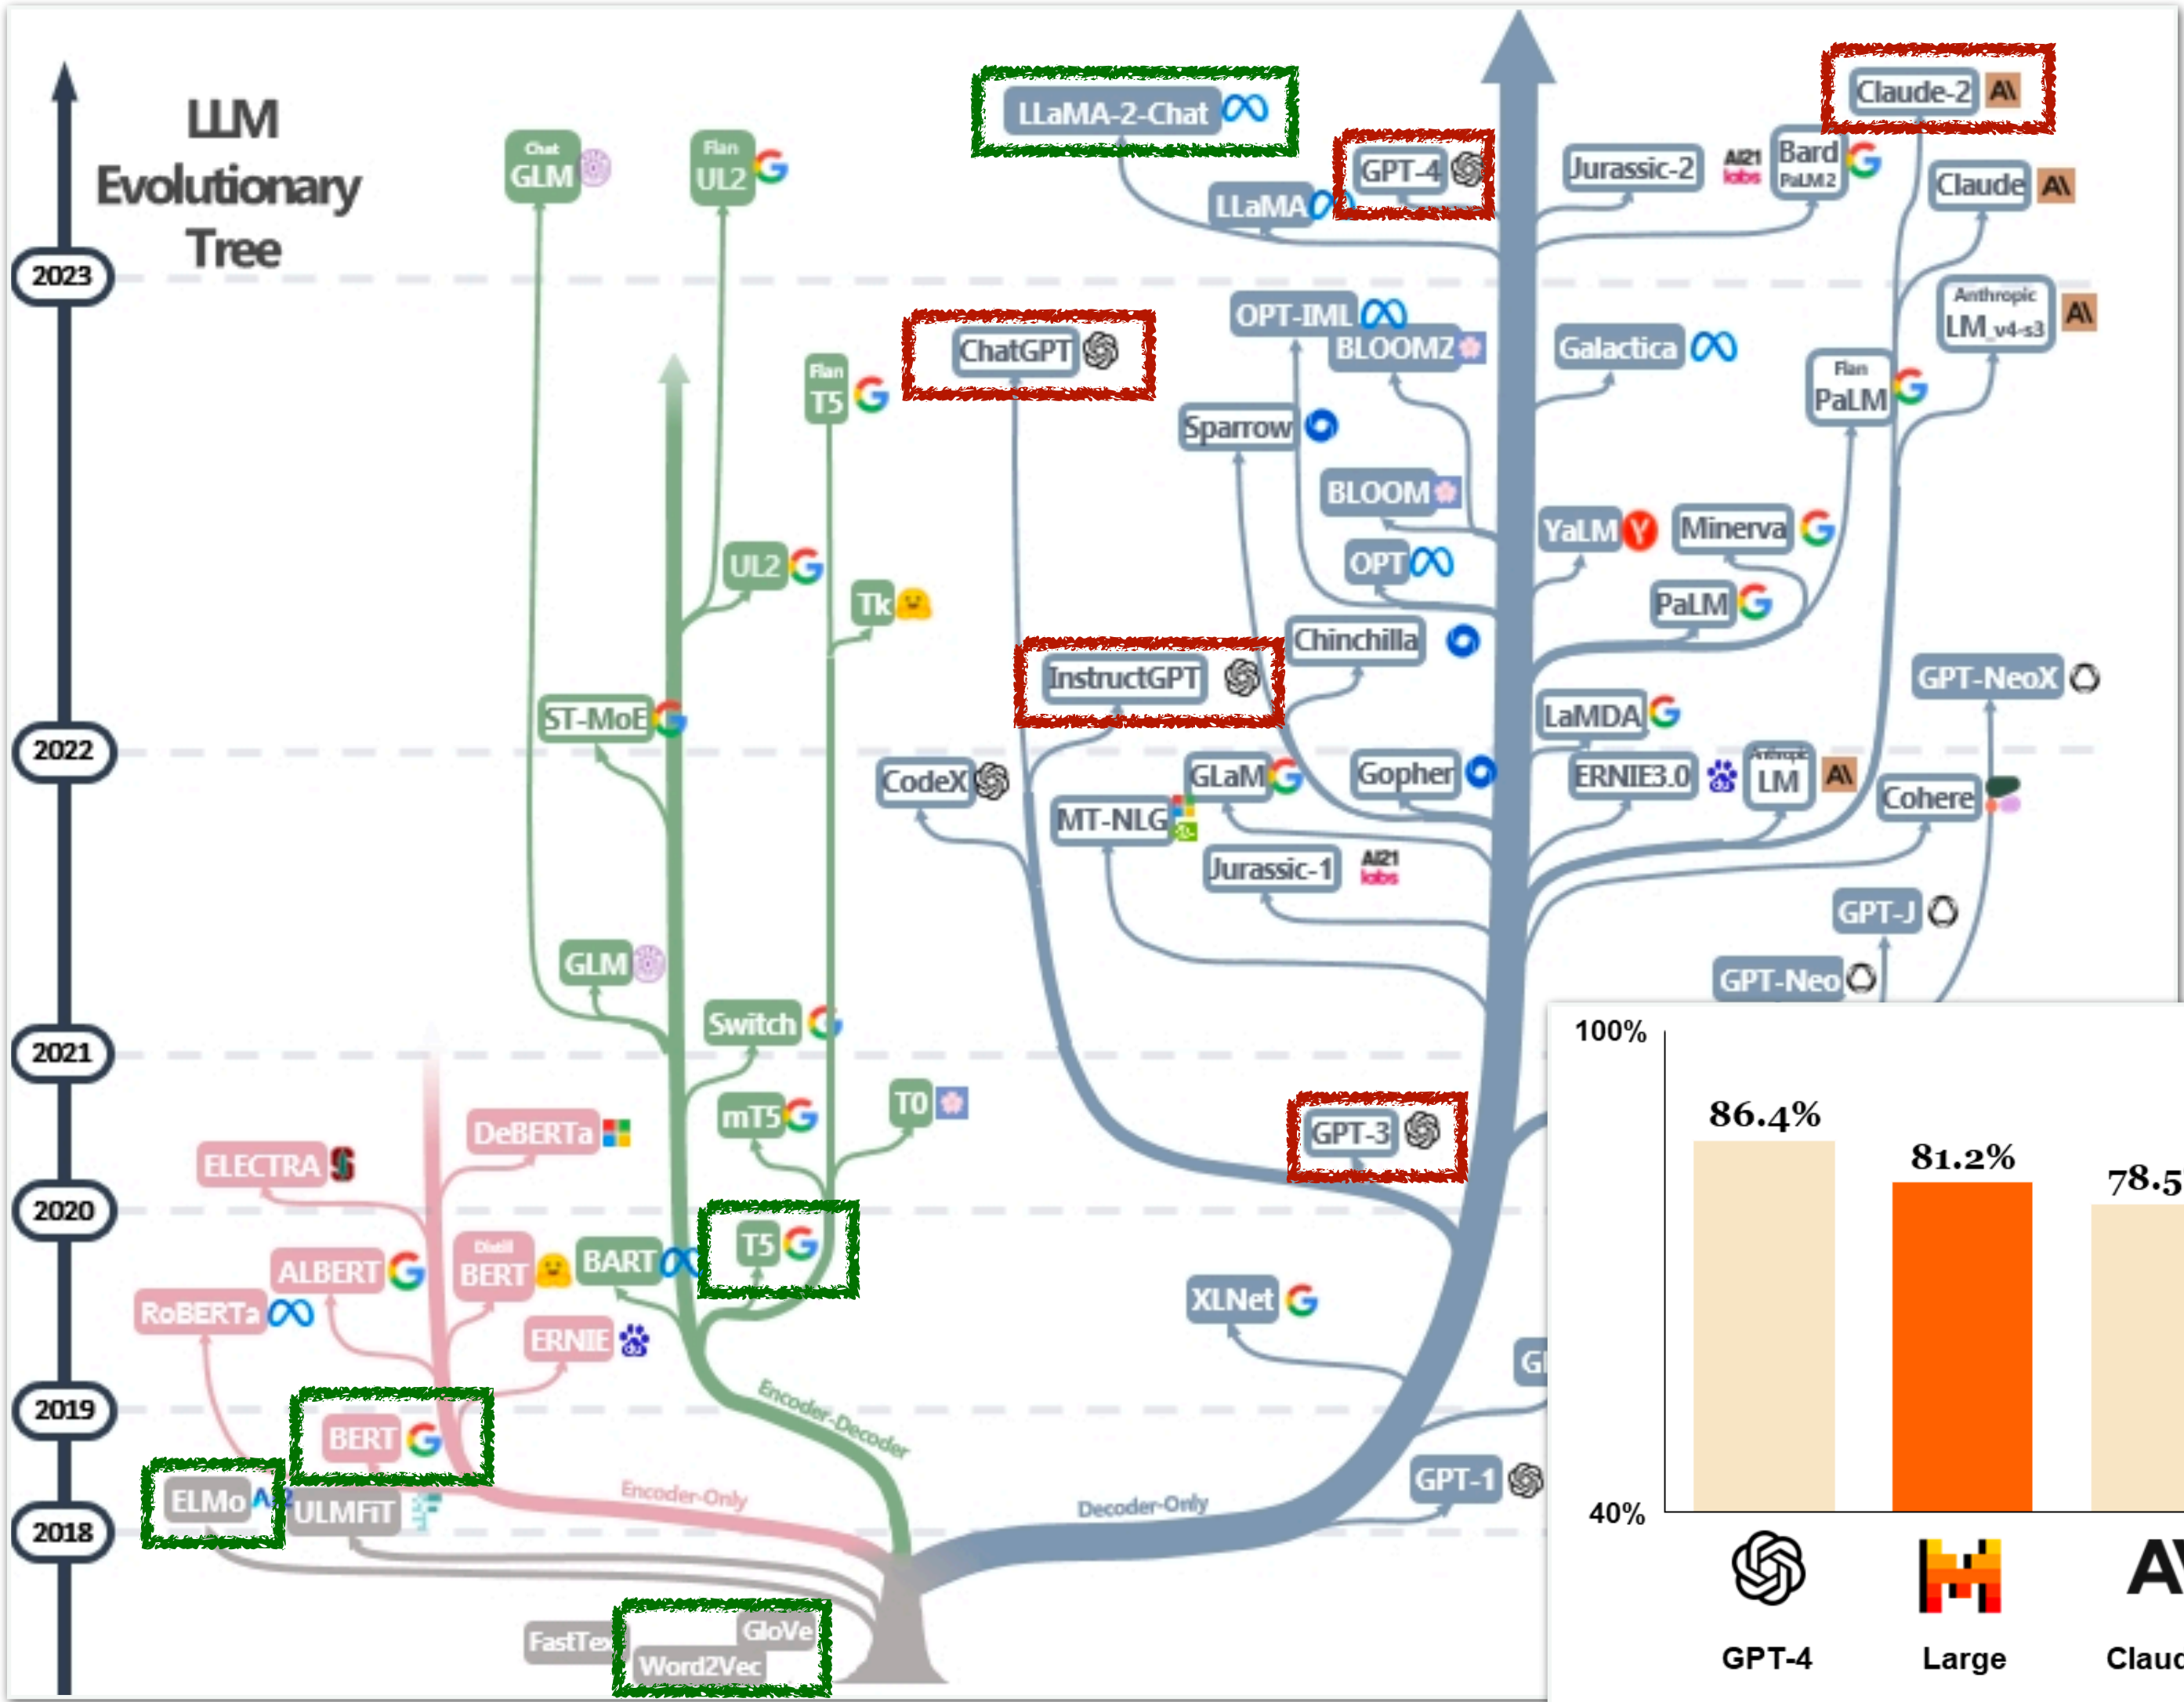 LLM
Evolutionary
Tree
2023
2022
2021
2020
2019
2018
Chat
GLM
Flan
UL2
LLaMA-2-Chat
GPT-4
LLaMA
Jurassic-2
AI21
labs
Bard
PaLM2
Claude-2
Claude
Anthropic
LM_v4-s3
ChatGPT
Flan
T5
OPT-IML
BLOOMZ
Galactica
Flan
PaLM
Sparrow
BLOOM
YaLM
Minerva
UL2
OPT
Tk
PaLM
Chinchilla
InstructGPT
GPT-NeoX
ST-MoE
LaMDA
CodeX
GLaM
Gopher
ERNIE3.0
Anthropic
LM
Cohere
MT-NLG
Jurassic-1
AI21
labs
GPT-J
GLM
GPT-Neo
Switch
mT5
T0
DeBERTa
GPT-3
ELECTRA
T5
BART
ALBERT
Distil
BERT
RoBERTa
ERNIE
XLNet
BERT
Encoder-Decoder
ELMo
ULMFiT
Encoder-Only
Decoder-Only
GPT-1
FastTex
GloVe
Word2Vec
100%
86.4%
81.2%
78.5
40%
GPT-4
Large